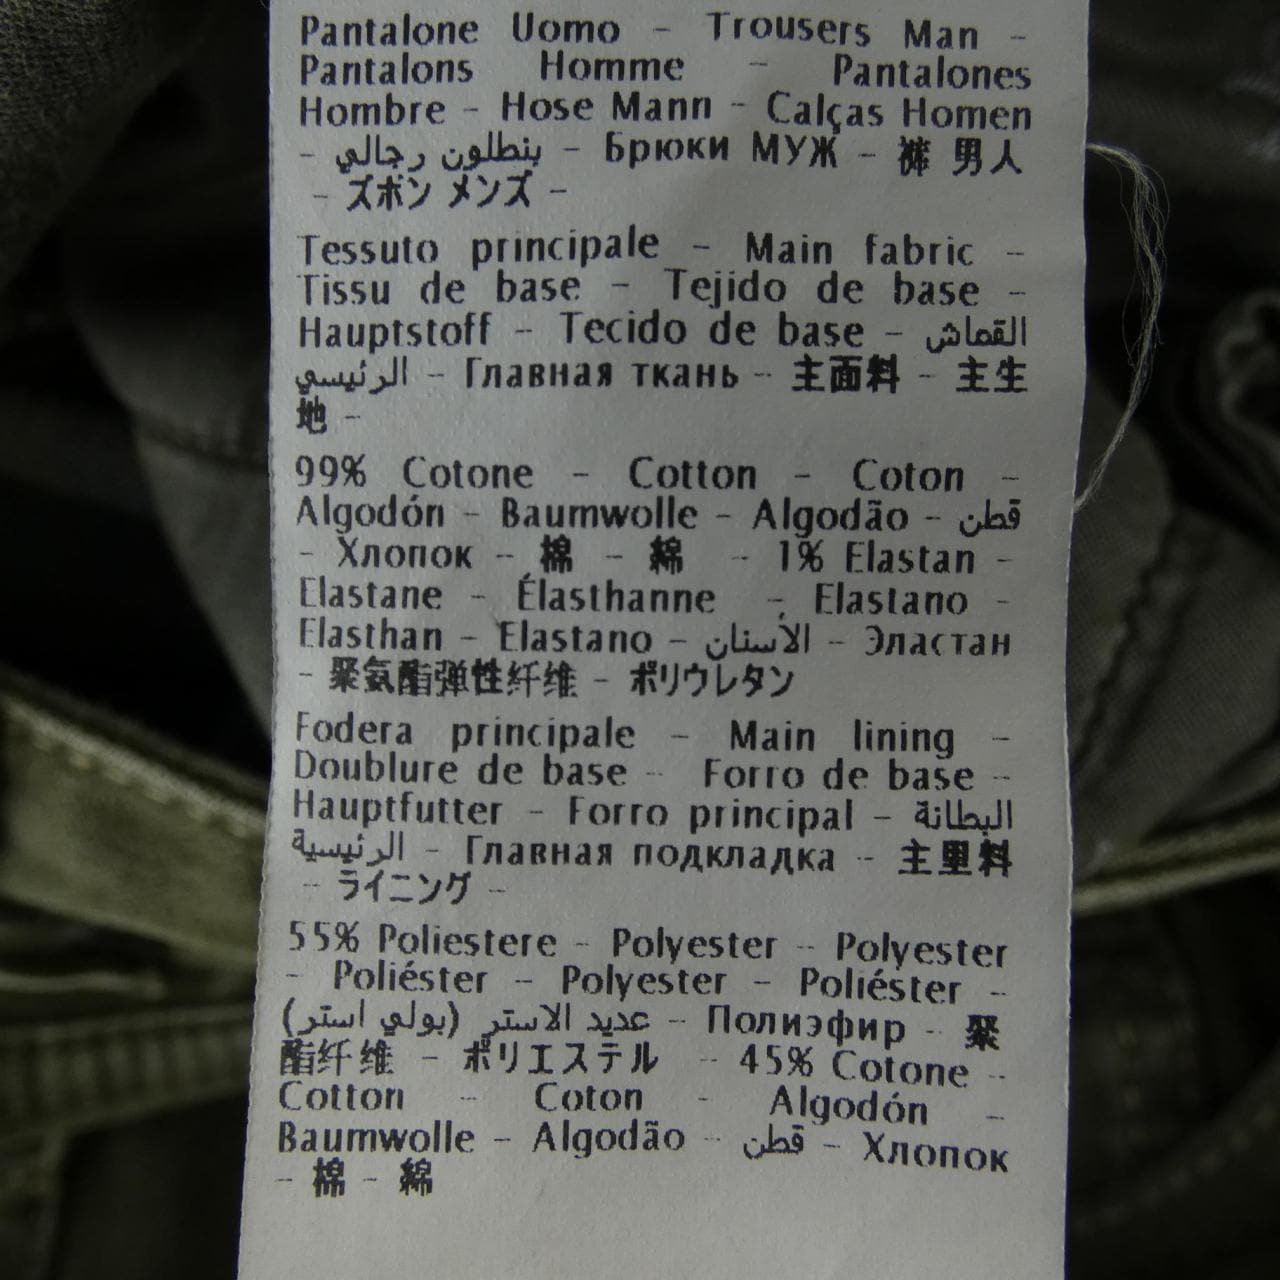 Pantalone Uomo - Trousers Man -
Pantalons Homme - Pantalones
Hombre - Hose Mann - Calças Homen
- بنطلون رجالي - Брюки МУЖ - 裤 男人
- ズボン メンズ -
Tessuto principale - Main fabric -
Tissu de base - Tejido de base -
Hauptstoff - Tecido de base - القماش
الرئيسي - Главная ткань - 主面料 - 主生
地 -
99% Cotone - Cotton - Coton -
Algodón - Baumwolle - Algodão - قطن
- Хлопок - 棉 - 綿 - 1% Elastan -
Elastane - Élasthanne - Elastano -
Elasthan - Elastano - الأسنان - Эластан
- 聚氨酯弹性纤维 - ポリウレタン
Fodera principale - Main lining -
Doublure de base - Forro de base -
Hauptfutter - Forro principal - البطانة
الرئيسية - Главная подкладка - 主里料
- ライニング -
55% Poliestere - Polyester - Polyester
- Poliéster - Polyester - Poliéster -
عديد الاستر (بولي استر) - Полиэфир - 聚
酯纤维 - ポリエステル - 45% Cotone -
Cotton - Coton - Algodón -
Baumwolle - Algodão - قطن - Хлопок
- 棉 - 綿